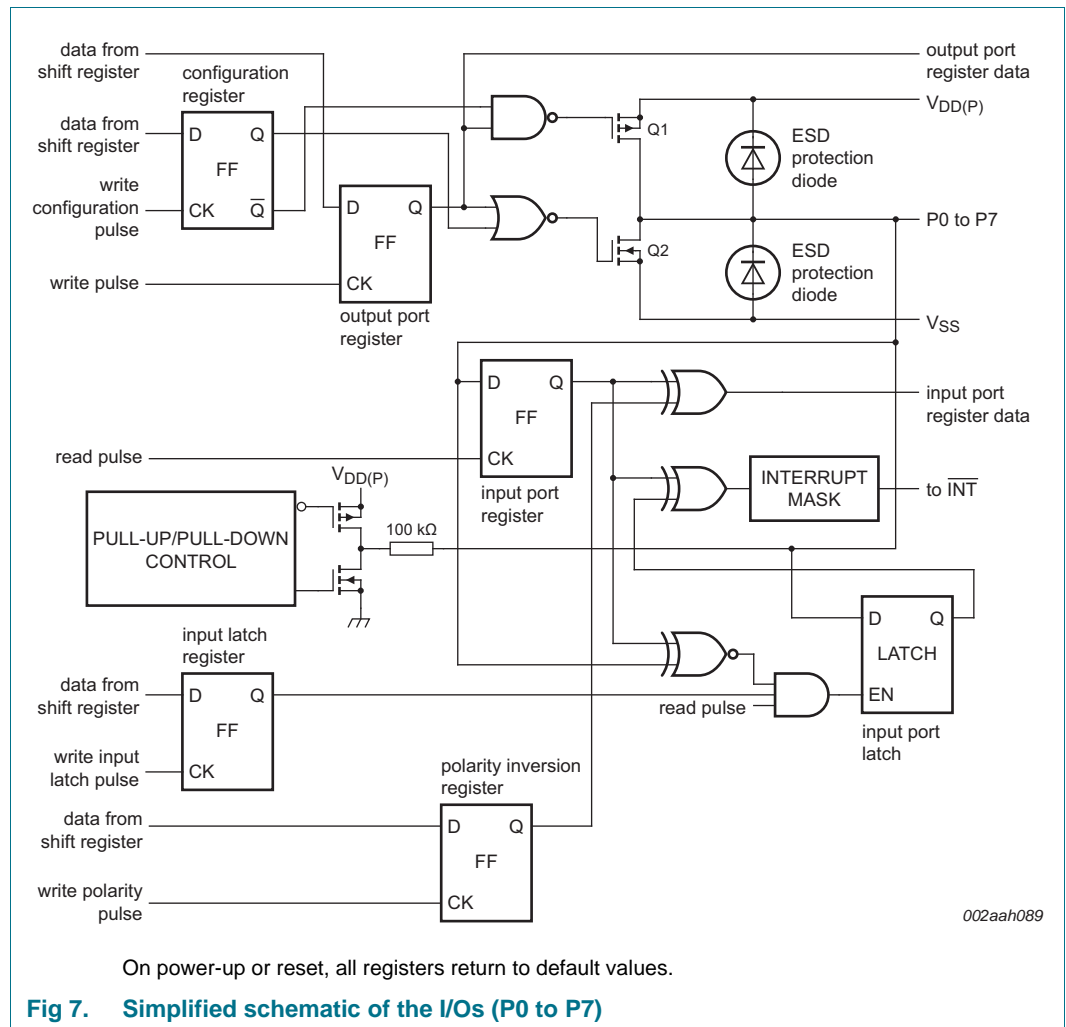 data from
shift register
configuration
register
output port
register data
data from
shift register
D
Q
FF
CK
Q
write
configuration
pulse
Q1
VDD(P)
ESD
protection
diode
D
Q
FF
CK
P0 to P7
Q2
ESD
protection
diode
write pulse
output port
register
VSS
D
Q
FF
CK
input port
register data
read pulse
input port
register
INTERRUPT
MASK
to INT
VDD(P)
PULL-UP/PULL-DOWN
CONTROL
100 kΩ
input latch
register
D
Q
LATCH
EN
data from
shift register
D
Q
FF
CK
read pulse
input port
latch
write input
latch pulse
polarity inversion
register
data from
shift register
D
Q
FF
CK
write polarity
pulse
002aah089
On power-up or reset, all registers return to default values.
Fig 7. Simplified schematic of the I/Os (P0 to P7)